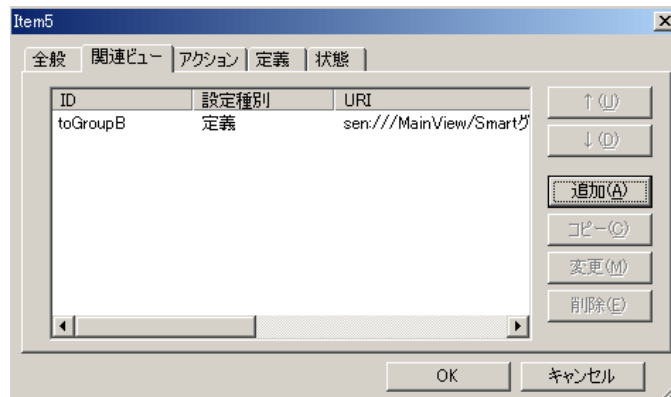 Item5
全般 関連ビュー アクション 定義 状態
ID 設定種別 URI
toGroupB 定義 sen:///MainView/Smartグ
↑(U)
↓(D)
追加(A)
コピー(C)
変更(M)
削除(E)
OK キャンセル